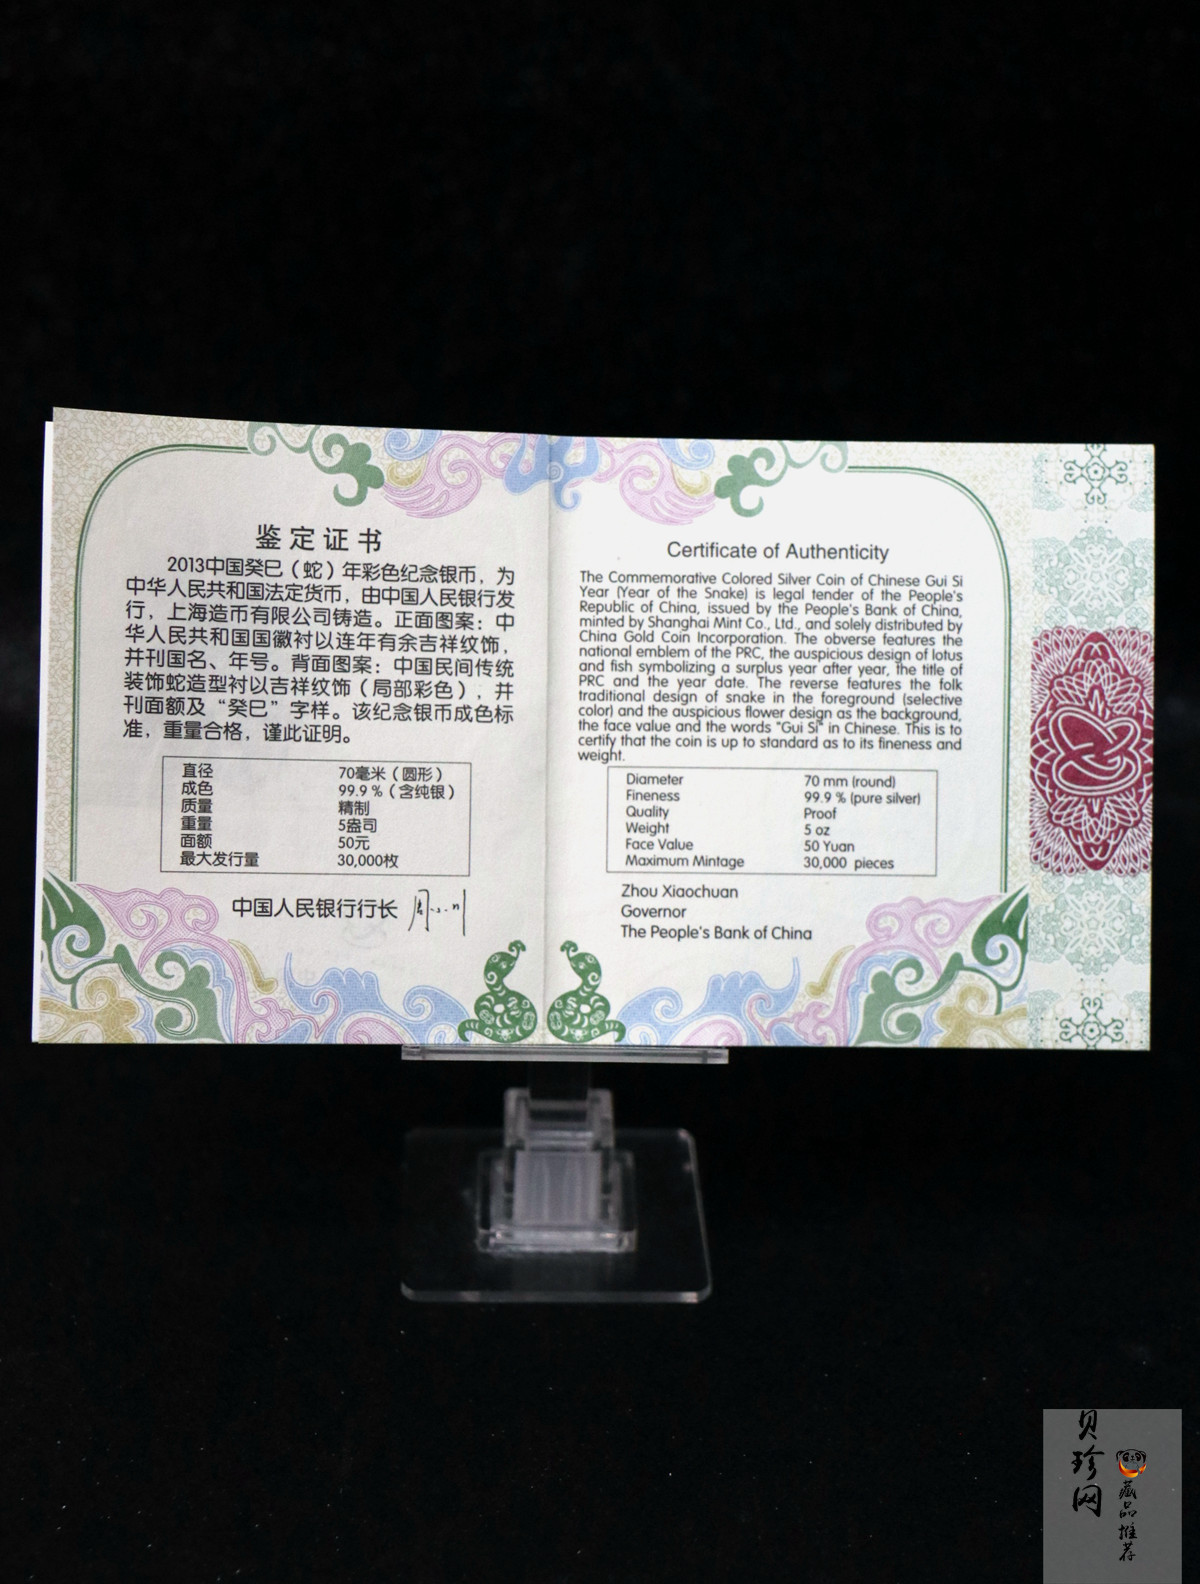 鉴定证书
2013中国癸巳（蛇）年彩色纪念银币，为
中华人民共和国法定货币，由中国人民银行发
行，上海造币有限公司铸造。正面图案：中
华人民共和国国徽衬以连年有余吉祥纹饰，
并刊国名、年号。背面图案：中国民间传统
装饰蛇造型衬以吉祥纹饰（局部彩色），并
刊面额及“癸巳”字样。该纪念银币成色标
准，重量合格，谨此证明。
直径 70毫米（圆形）
成色 99.9％（含纯银）
质量 精制
重量 5盎司
面额 50元
最大发行量 30,000枚
中国人民银行行长 周小川
Certificate of Authenticity
The Commemorative Colored Silver Coin of Chinese Gui Si
Year (Year of the Snake) is legal tender of the People's
Republic of China, issued by the People's Bank of China,
minted by Shanghai Mint Co., Ltd., and solely distributed by
China Gold Coin Incorporation. The obverse features the
national emblem of the PRC, the auspicious design of lotus
and fish symbolizing a surplus year after year, the title of
PRC and the year date. The reverse features the folk
traditional design of snake in the foreground (selective
color) and the auspicious flower design as the background,
the face value and the words "Gui Si" in Chinese. This is to
certify that the coin is up to standard as to its fineness and
weight.
Diameter 70 mm (round)
Fineness 99.9 % (pure silver)
Quality Proof
Weight 5 oz
Face Value 50 Yuan
Maximum Mintage 30,000 pieces
Zhou Xiaochuan
Governor
The People's Bank of China
贝珍网
藏品推荐